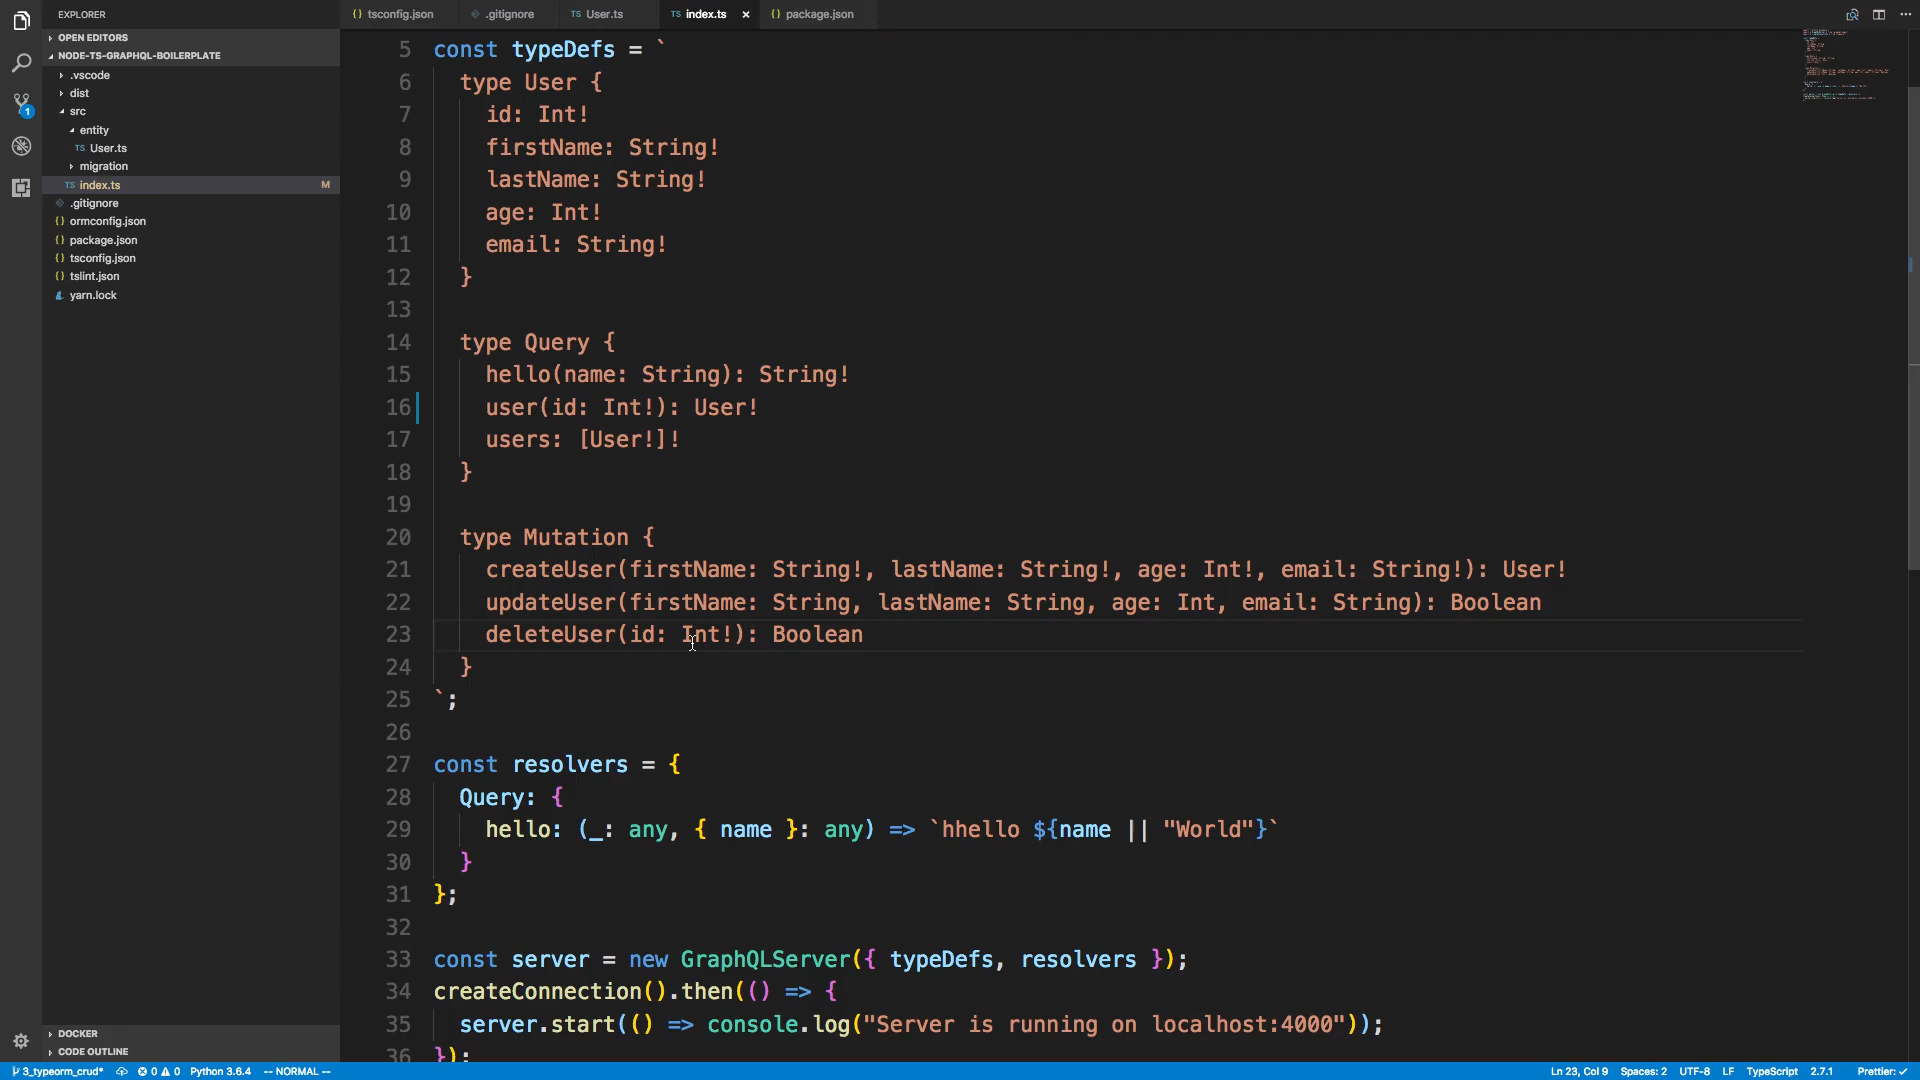 EXPLORER
OPEN EDITORS
NODE-TS-GRAPHQL-BOILERPLATE
.vscode
dist
src
entity
TS User.ts
migration
TS index.ts M
.gitignore
{} ormconfig.json
{} package.json
{} tsconfig.json
{} tslint.json
yarn.lock
DOCKER
CODE OUTLINE
1
{} tsconfig.json
.gitignore
TS User.ts
TS index.ts ×
{} package.json
5 const typeDefs = `
6 type User {
7 id: Int!
8 firstName: String!
9 lastName: String!
10 age: Int!
11 email: String!
12 }
13
14 type Query {
15 hello(name: String): String!
16 user(id: Int!): User!
17 users: [User!]!
18 }
19
20 type Mutation {
21 createUser(firstName: String!, lastName: String!, age: Int!, email: String!): User!
22 updateUser(firstName: String, lastName: String, age: Int, email: String): Boolean
23 deleteUser(id: Int!): Boolean
24 }
25 `;
26
27 const resolvers = {
28 Query: {
29 hello: (_: any, { name }: any) => `hhello ${name || "World"}`
30 }
31 };
32
33 const server = new GraphQLServer({ typeDefs, resolvers });
34 createConnection().then(() => {
35 server.start(() => console.log("Server is running on localhost:4000"));
36 });
3_typeorm_crud* 0 0 Python 3.6.4 -- NORMAL -- Ln 23, Col 9 Spaces: 2 UTF-8 LF TypeScript 2.7.1 Prettier: ✓